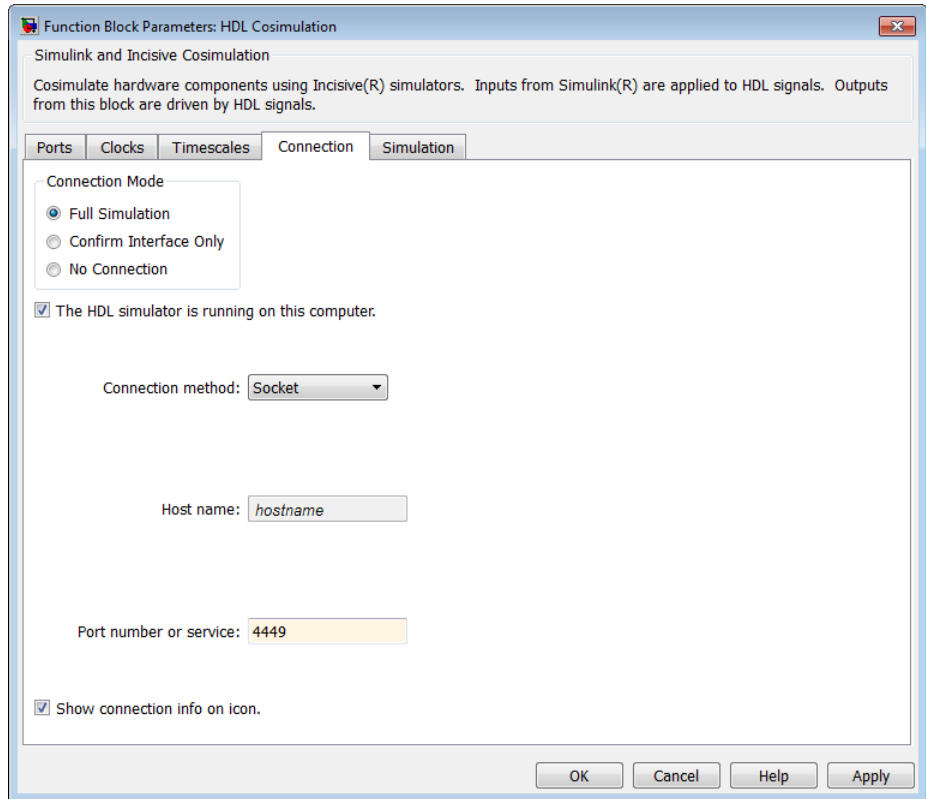 Function Block Parameters: HDL Cosimulation
Simulink and Incisive Cosimulation
Cosimulate hardware components using Incisive(R) simulators.  Inputs from Simulink(R) are applied to HDL signals.  Outputs
from this block are driven by HDL signals.
Ports Clocks Timescales Connection Simulation
Connection Mode
Full Simulation
Confirm Interface Only
No Connection
The HDL simulator is running on this computer.
Connection method: Socket
Host name: hostname
Port number or service: 4449
Show connection info on icon.
OK Cancel Help Apply